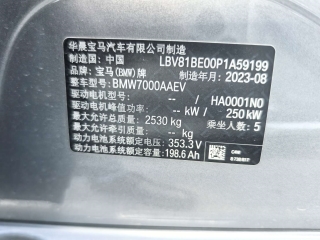 华晨宝马汽车有限公司制造
制造国：中国 LBV81BE00P1A59199
品牌：宝马(BMW)牌 制造年月：2023-08
整车型号：BMW7000AAEV
驱动电机型号： -- / HA0001N0
驱动电机峰值功率： -- kW / 250 kW
最大允许总质量： 2530 kg 乘坐人数：5
最大允许牵引质量： -- kg
动力电池系统额定电压：353.3 V
动力电池系统额定容量：198.6 Ah